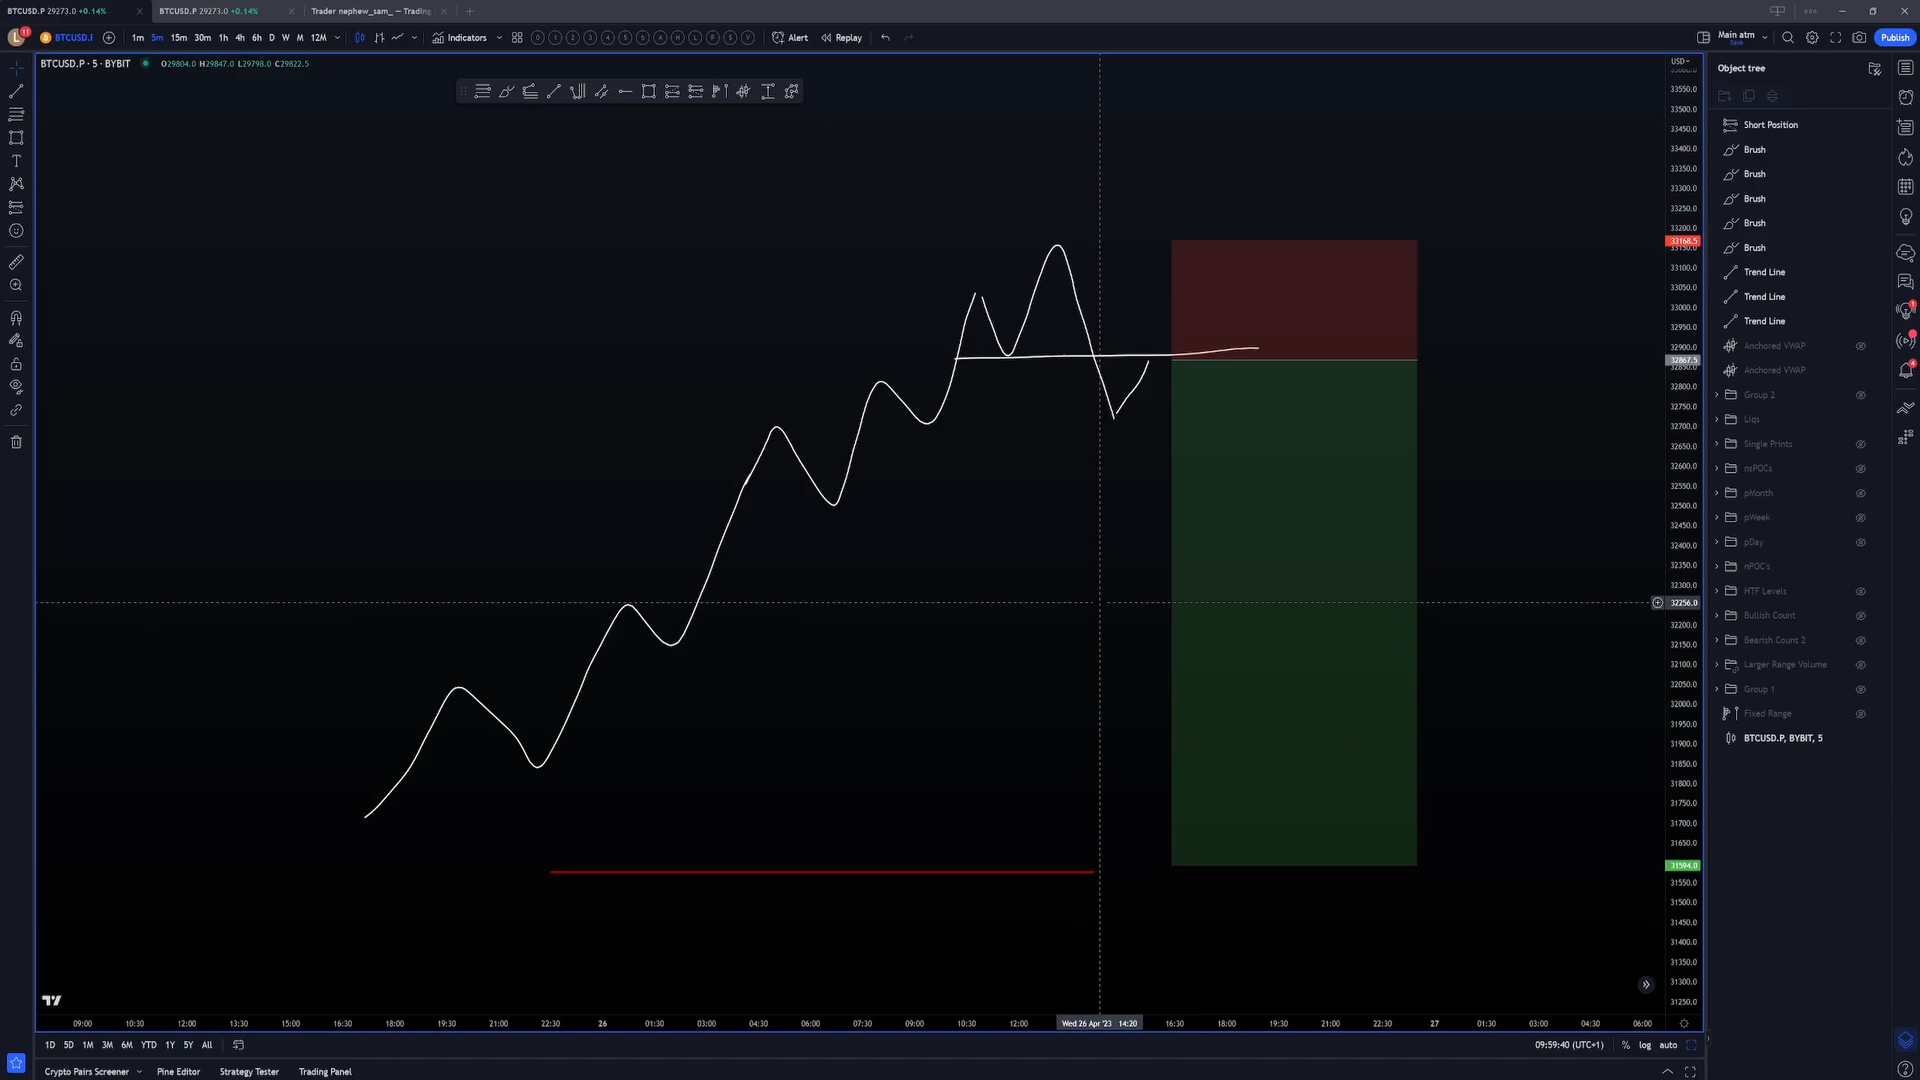 BTCUSD.P 29273.0 +0.14%
BTCUSD.P 29273.0 +0.14%
Trader nephew_sam_ — Trading
L 11 BTCUSD.P 1m 5m 15m 30m 1h 4h 6h D W M 12M Indicators Alert Replay Main atm Save Publish
BTCUSD.P · 5 · BYBIT O29804.0 H29847.0 L29798.0 C29822.5
USD
33550.0
33500.0
33450.0
33400.0
33350.0
33300.0
33250.0
33200.0
33168.5
33150.0
33100.0
33050.0
33000.0
32950.0
32900.0
32867.5
32850.0
32800.0
32750.0
32700.0
32650.0
32600.0
32550.0
32500.0
32450.0
32400.0
32350.0
32300.0
32256.0
32200.0
32150.0
32100.0
32050.0
32000.0
31950.0
31900.0
31850.0
31800.0
31750.0
31700.0
31650.0
31594.0
31550.0
31500.0
31450.0
31400.0
31350.0
31300.0
31250.0
Object tree
Short Position
Brush
Brush
Brush
Brush
Brush
Trend Line
Trend Line
Trend Line
Anchored VWAP
Anchored VWAP
Group 2
Liqs
Single Prints
nsPOCs
pMonth
pWeek
pDay
nPOC's
HTF Levels
Bullish Count
Bearish Count 2
Larger Range Volume
Group 1
Fixed Range
BTCUSD.P, BYBIT, 5
09:00 10:30 12:00 13:30 15:00 16:30 18:00 19:30 21:00 22:30 26 01:30 03:00 04:30 06:00 07:30 09:00 10:30 12:00 Wed 26 Apr '23 14:20 16:30 18:00 19:30 21:00 22:30 27 01:30 03:00 04:30 06:00
1D 5D 1M 3M 6M YTD 1Y 5Y All 09:59:40 (UTC+1) % log auto
Crypto Pairs Screener Pine Editor Strategy Tester Trading Panel